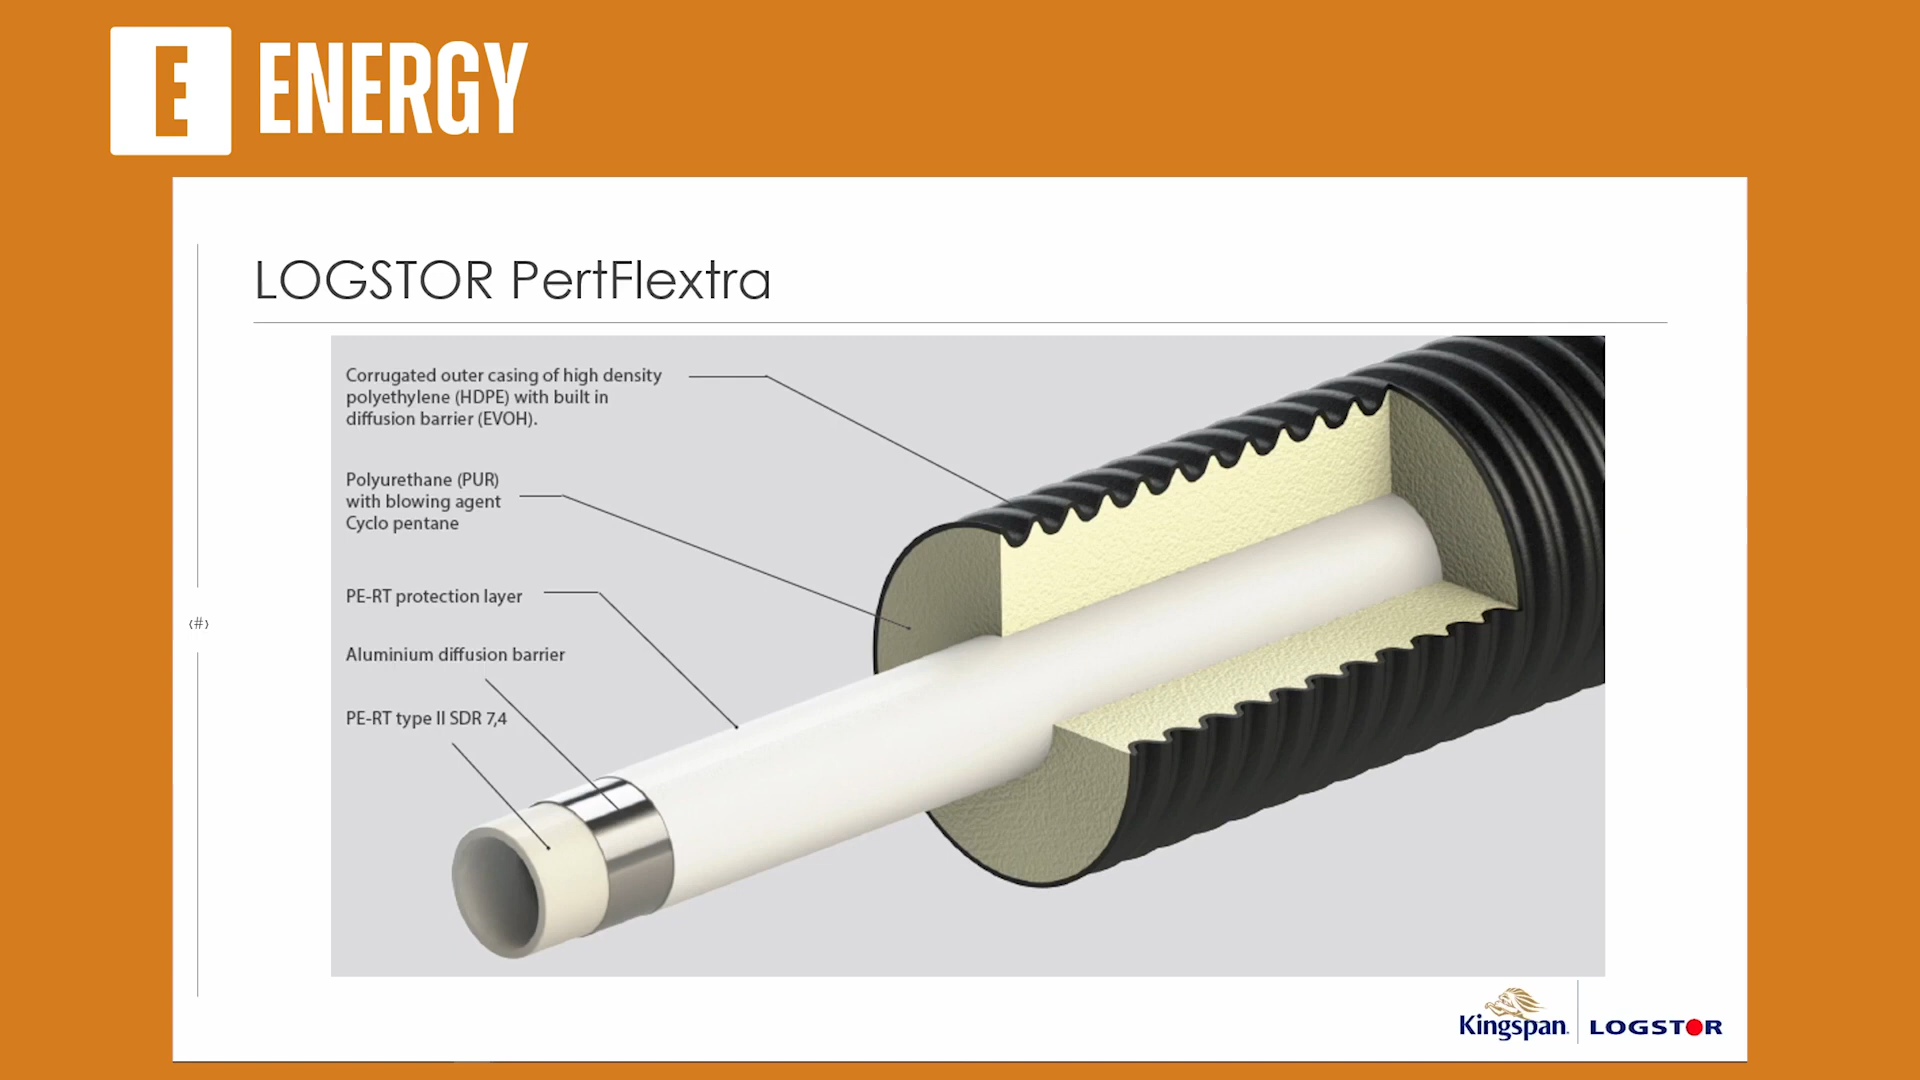 E ENERGY
LOGSTOR PertFlextra
Corrugated outer casing of high density
polyethylene (HDPE) with built in
diffusion barrier (EVOH).
Polyurethane (PUR)
with blowing agent
Cyclo pentane
PE-RT protection layer
‹#›
Aluminium diffusion barrier
PE-RT type II SDR 7,4
Kingspan.
LOGSTOR